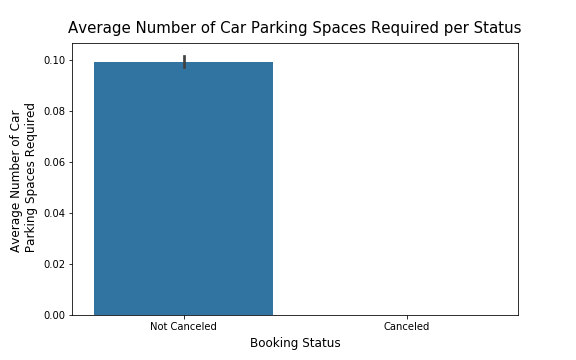 Average Number of Car Parking Spaces Required per Status
Average Number of Car
Parking Spaces Required
0.10
0.08
0.06
0.04
0.02
0.00
Not Canceled
Canceled
Booking Status